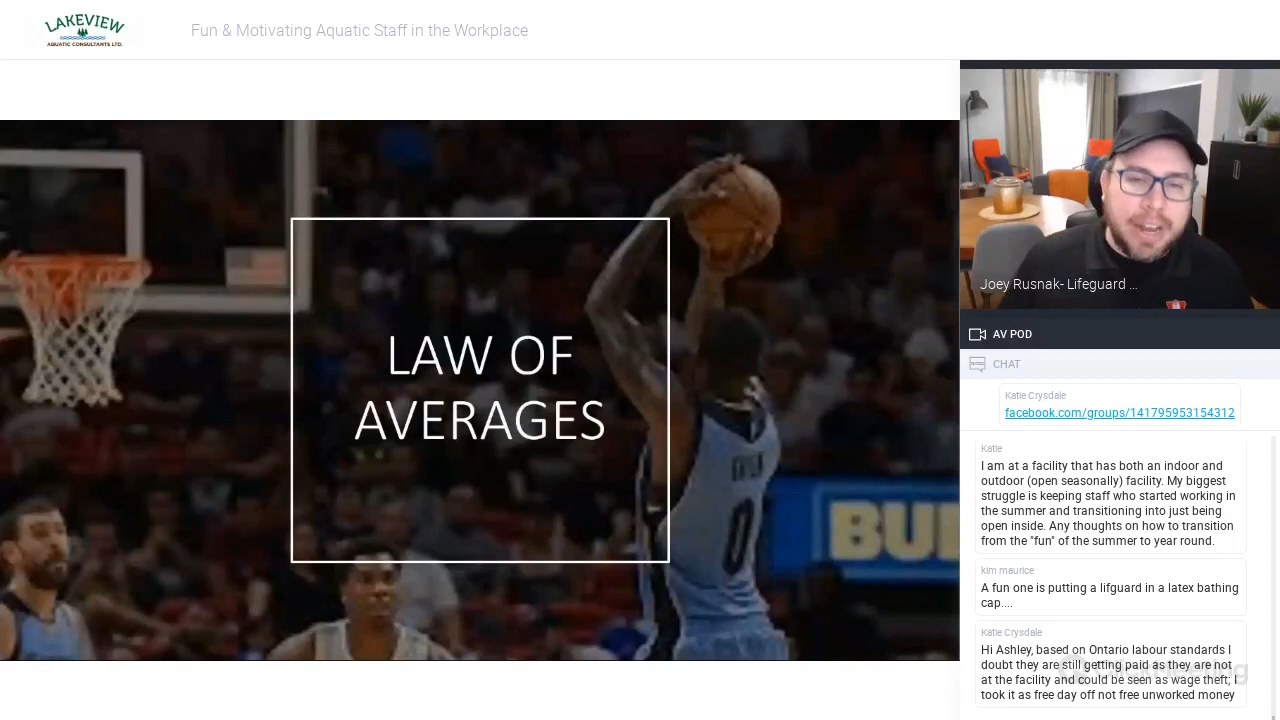 LAKEVIEW
AQUATIC CONSULTANTS LTD.
Fun & Motivating Aquatic Staff in the Workplace
LAW OF
AVERAGES
0
Joey Rusnak- Lifeguard ...
AV POD
CHAT
Katie Crysdale
facebook.com/groups/141795953154312
Katie
I am at a facility that has both an indoor and
outdoor (open seasonally) facility. My biggest
struggle is keeping staff who started working in
the summer and transitioning into just being
open inside. Any thoughts on how to transition
from the "fun" of the summer to year round.
kim maurice
A fun one is putting a lifguard in a latex bathing
cap....
Katie Crysdale
Hi Ashley, based on Ontario labour standards I
doubt they are still getting paid as they are not
at the facility and could be seen as wage theft; I
took it as free day off not free unworked money